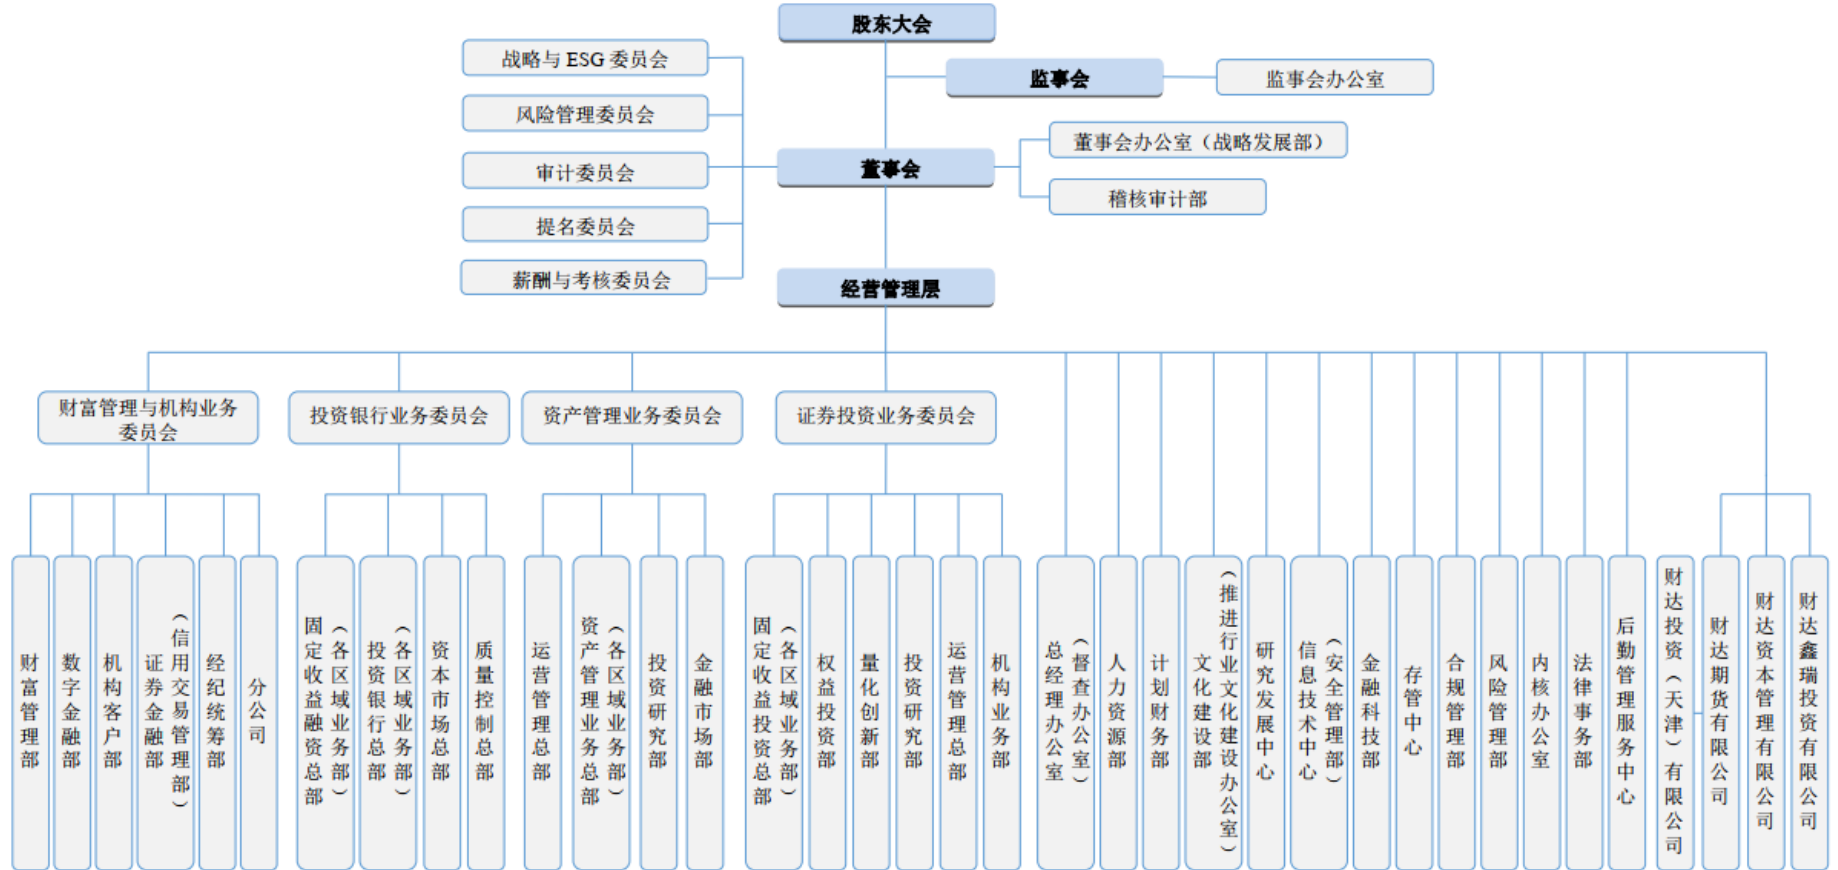 股东大会
战略与 ESG 委员会
监事会
监事会办公室
风险管理委员会
董事会办公室（战略发展部）
审计委员会
董事会
稽核审计部
提名委员会
薪酬与考核委员会
经营管理层
财富管理与机构业务
委员会
投资银行业务委员会
资产管理业务委员会
证券投资业务委员会
财富管理部
数字金融部
机构客户部
证券金融部
（信用交易管理部）
经纪统筹部
分公司
固定收益融资总部
（各区域业务部）
投资银行总部
（各区域业务部）
资本市场总部
质量控制总部
运营管理总部
资产管理业务总部
（各区域业务部）
投资研究部
金融市场部
固定收益投资总部
（各区域业务部）
权益投资部
量化创新部
投资研究部
运营管理总部
机构业务部
总经理办公室
（督查办公室）
人力资源部
计划财务部
文化建设部
（推进行业文化建设办公室）
研究发展中心
信息技术中心
（安全管理部）
金融科技部
存管中心
合规管理部
风险管理部
内核办公室
法律事务部
后勤管理服务中心
财达投资（天津）有限公司
财达期货有限公司
财达资本管理有限公司
财达鑫瑞投资有限公司